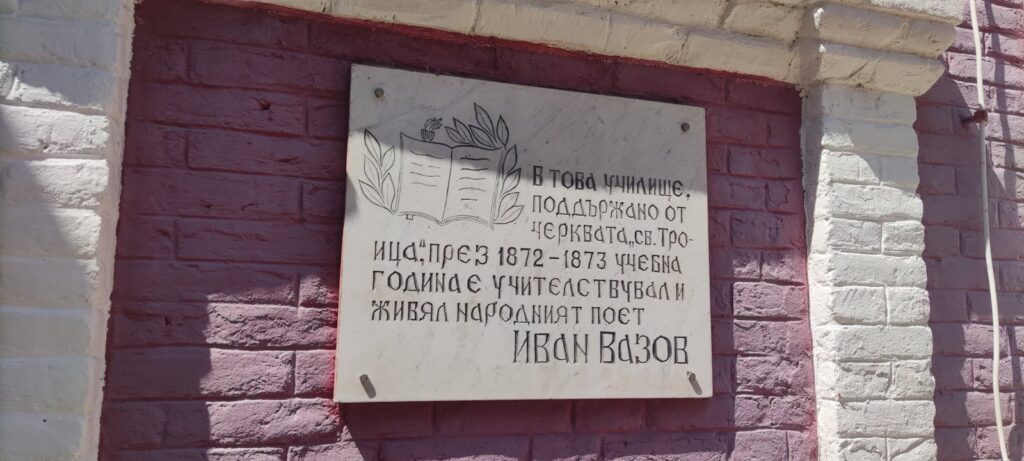 В ТОВА УЧИЛИЩЕ,
ПОДДЪРЖАНО ОТ
ЧЕРКВАТА „СВ. ТРО-
ИЦА“, ПРЕЗ 1872 – 1873 УЧЕБНА
ГОДИНА Е УЧИТЕЛСТВУВАЛ И
ЖИВЯЛ НАРОДНИЯТ ПОЕТ
ИВАН ВАЗОВ